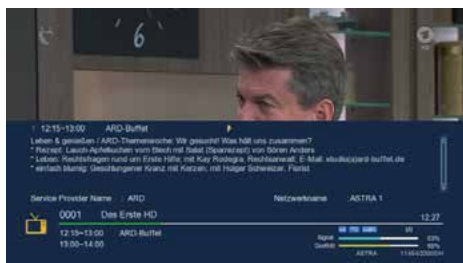 6
12:15~13:00 ARD-Buffet
Leben & genießen / ARD-Themenwoche: Wir gesucht! Was hält uns zusammen?
* Rezept: Lauch-Apfelkuchen vom Blech mit Salat (Sparrezept) von Sören Anders
* Leben: Rechtsfragen rund um Erste Hilfe; mit Kay Rodegra, Rechtsanwalt; E-Mail: studio@ard-buffet.de
* einfach blumig: Geschlungener Kranz mit Kerzen; mit Holger Schweizer, Florist
Service Provider Name : ARD Netzwerkname ASTRA 1
0001 Das Erste HD 12:27
12:15~13:00 ARD-Buffet
13:00~14:00
Signal 83%
Qualität
ASTRA